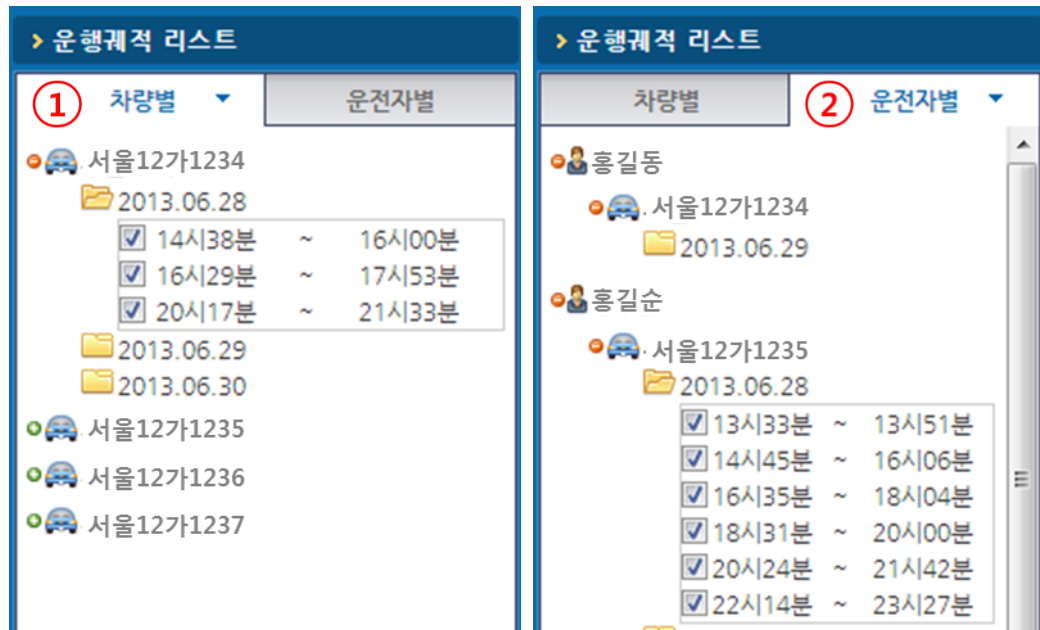 운행궤적 리스트
① 차량별 운전자별
서울12가1234
2013.06.28
14시38분 ~ 16시00분
16시29분 ~ 17시53분
20시17분 ~ 21시33분
2013.06.29
2013.06.30
서울12가1235
서울12가1236
서울12가1237
운행궤적 리스트
차량별 ② 운전자별
홍길동
서울12가1234
2013.06.29
홍길순
서울12가1235
2013.06.28
13시33분 ~ 13시51분
14시45분 ~ 16시06분
16시35분 ~ 18시04분
18시31분 ~ 20시00분
20시24분 ~ 21시42분
22시14분 ~ 23시27분